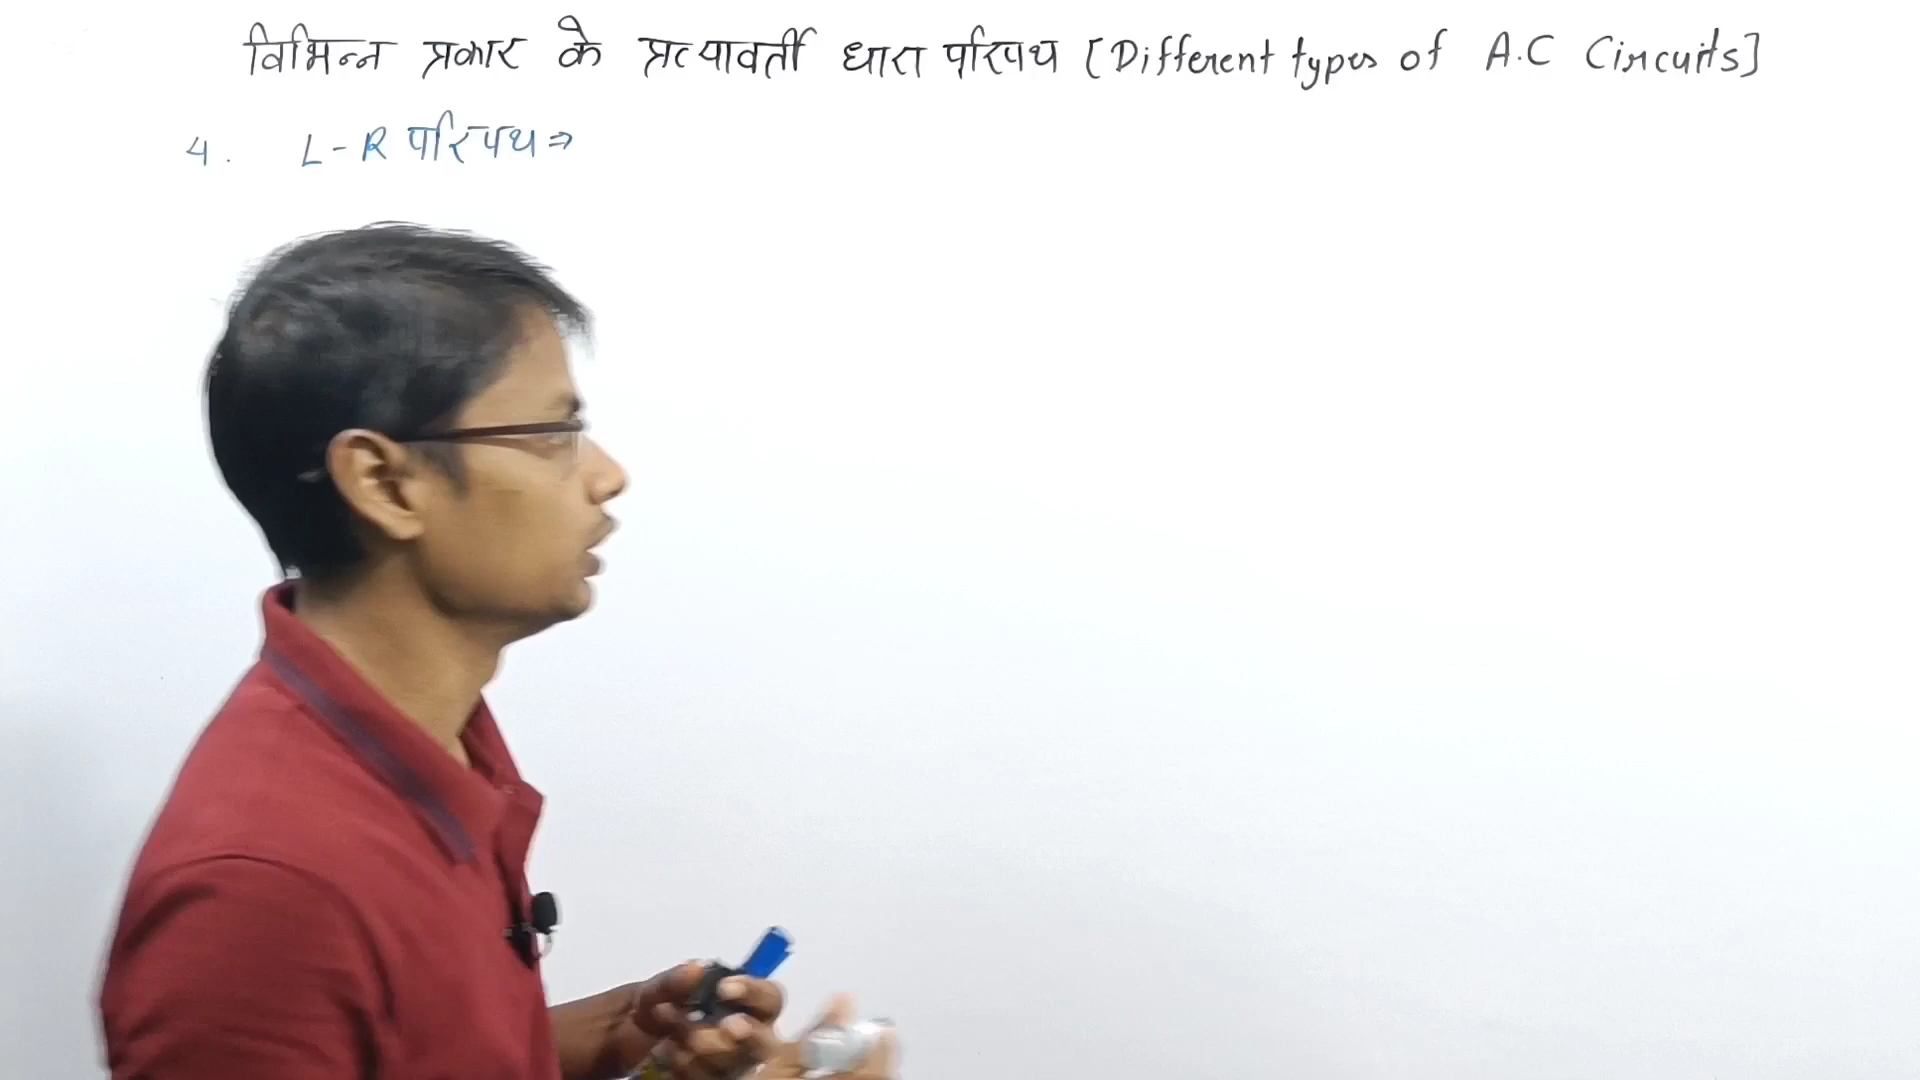 विभिन्न प्रकार के प्रत्यावर्ती धारा परिपथ [Different types of A.C Circuits]
4. L-R परिपथ ⇒